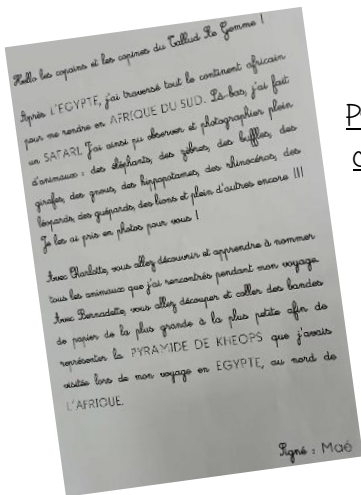 Hello les copains et les copines du Tallud Ste Gemme !
Après L'EGYPTE, j'ai traversé tout le continent africain
pour me rendre en AFRIQUE DU SUD. Là-bas, j'ai fait
un SAFARI. J'ai ainsi pu observer et photographier plein
d'animaux : des éléphants, des zèbres, des buffles, des
girafes, des gnous, des hippopotames, des rhinocéros, des
léopards, des guépards, des lions et plein d'autres encore !!!
Je les ai pris en photos pour vous !
Avec Charlotte, vous allez découvrir et apprendre à nommer
tous les animaux que j'ai rencontrés pendant mon voyage.
Avec Bernadette, vous allez découper et coller des bandes
de papier de la plus grande à la plus petite afin de
représenter la PYRAMIDE DE KHEOPS que j'avais
visitée lors de mon voyage en EGYPTE, au nord de
L'AFRIQUE.
Signé : Maé